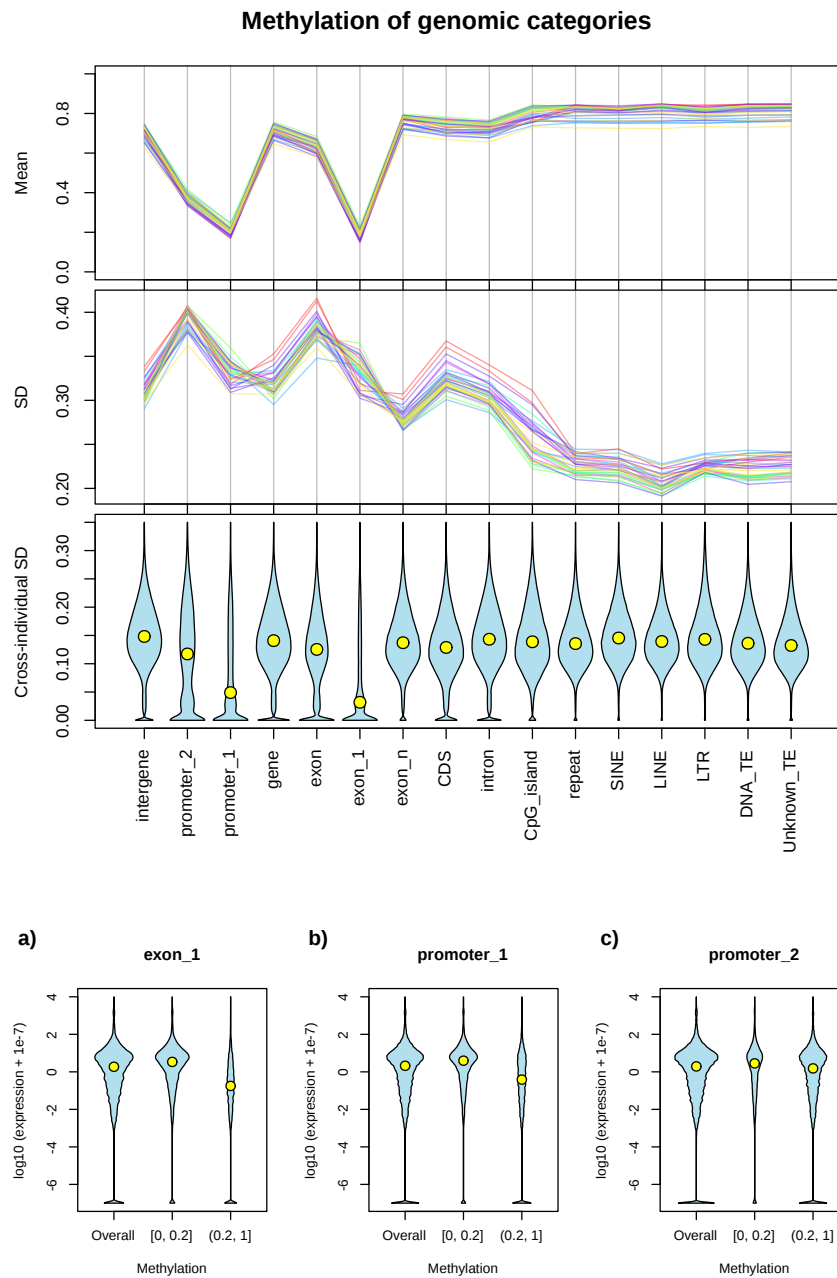 Methylation of genomic categories
Mean
0.8
0.4
0.0
SD
0.40
0.30
0.20
Cross-individual SD
0.30
0.20
0.10
0.00
intergene
promoter_2
promoter_1
gene
exon
exon_1
exon_n
CDS
intron
CpG_island
repeat
SINE
LINE
LTR
DNA_TE
Unknown_TE
a)
exon_1
log10 (expression + 1e-7)
4
2
0
-2
-4
-6
Overall [0, 0.2] (0.2, 1]
Methylation
b)
promoter_1
log10 (expression + 1e-7)
4
2
0
-2
-4
-6
Overall [0, 0.2] (0.2, 1]
Methylation
c)
promoter_2
log10 (expression + 1e-7)
4
2
0
-2
-4
-6
Overall [0, 0.2] (0.2, 1]
Methylation